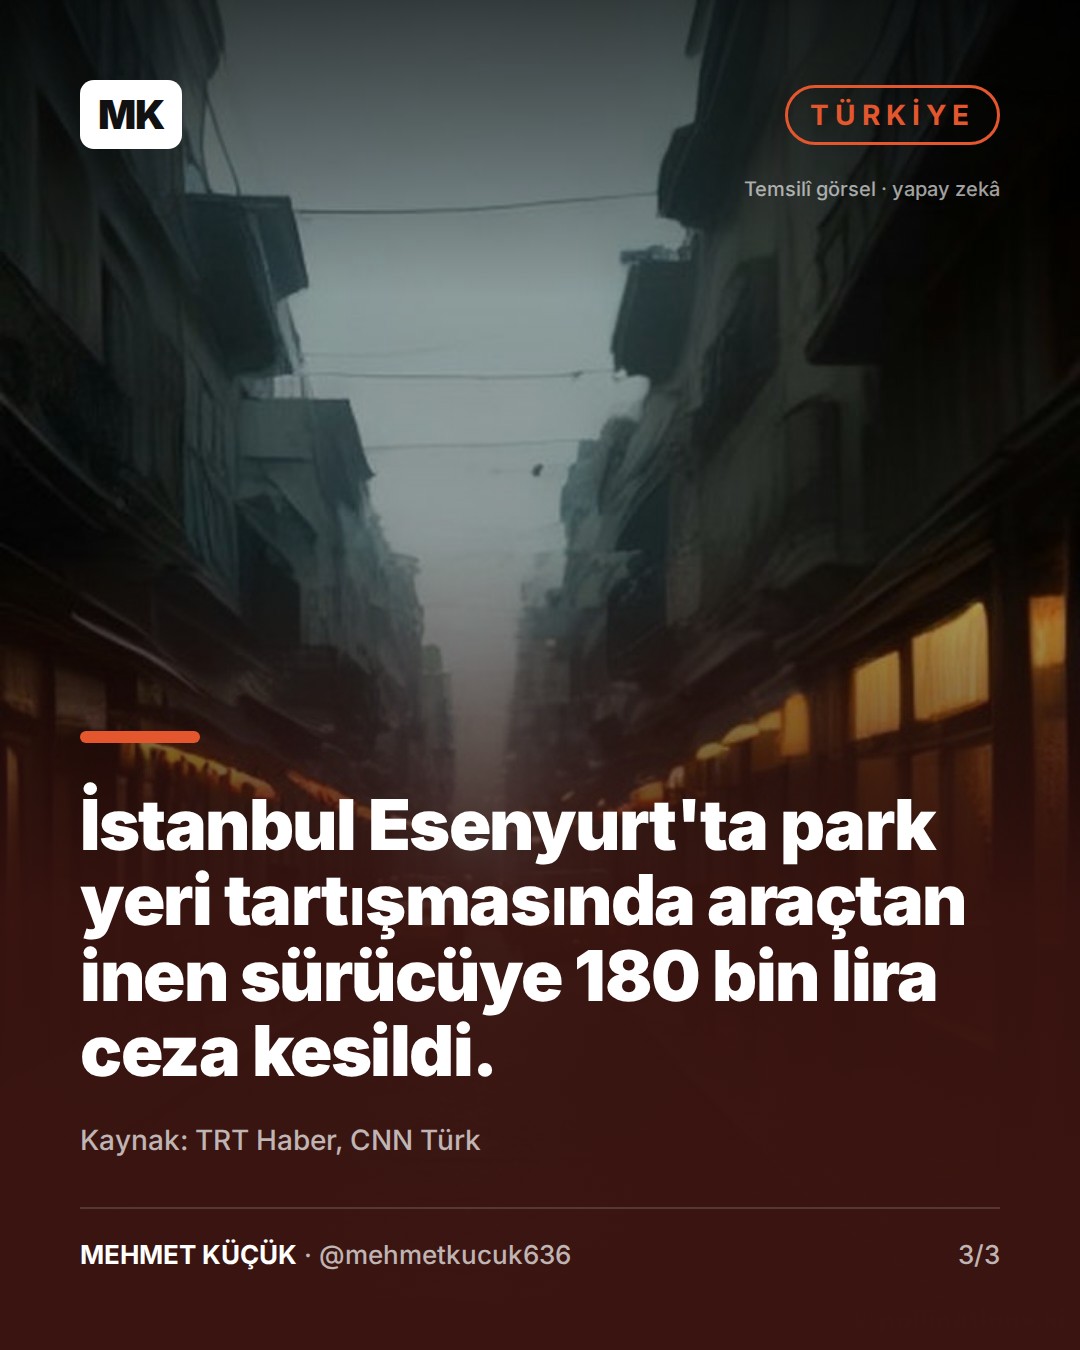 MK
TÜRKİYE
Temsilî görsel · yapay zekâ
İstanbul Esenyurt'ta park
yeri tartışmasında araçtan
inen sürücüye 180 bin lira
ceza kesildi.
Kaynak: TRT Haber, CNN Türk
MEHMET KÜÇÜK · @mehmetkucuk636
3/3